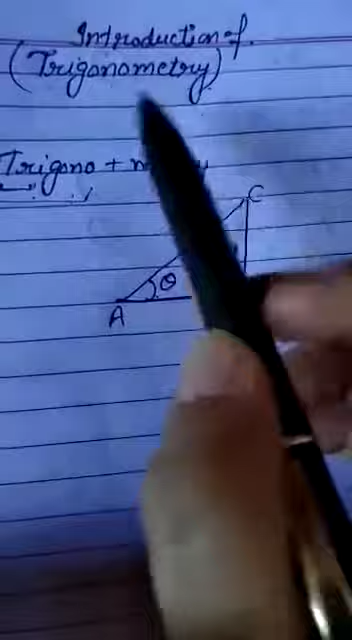 Introduction of.
(Trigonometry)
Trigono +
C
θ
A